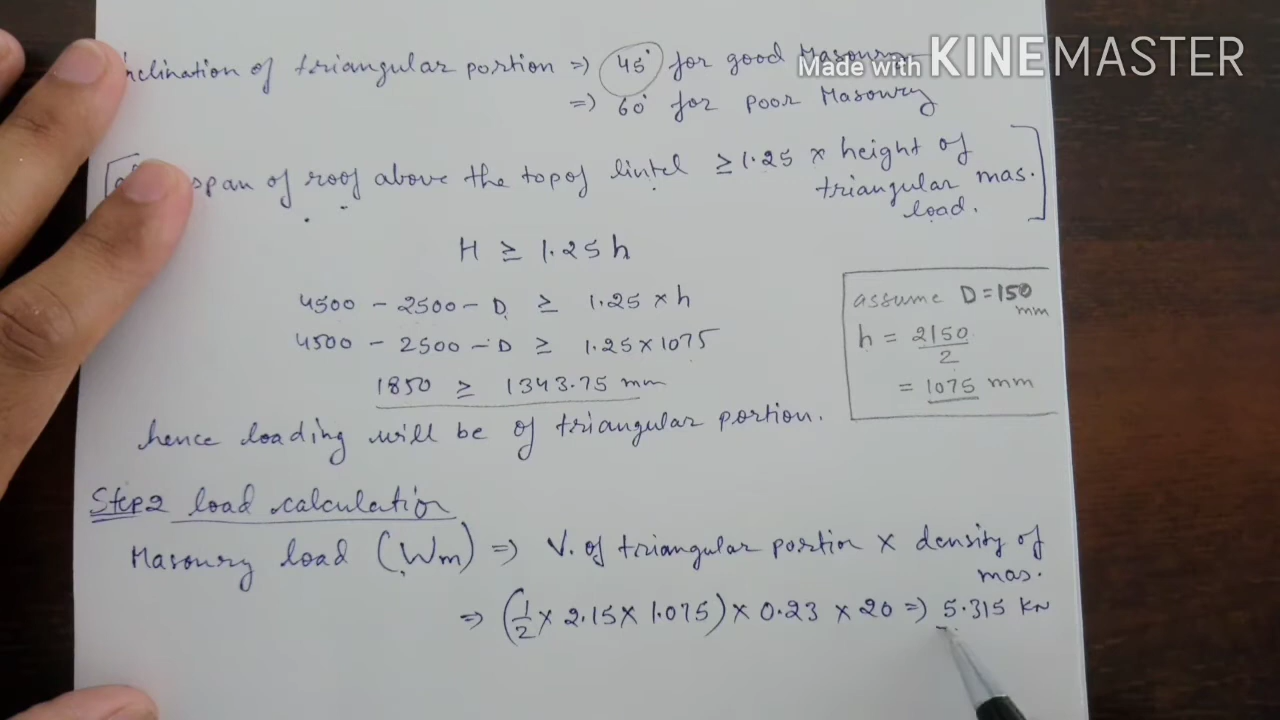 Inclination of triangular portion ⇒ 45° for good Masonry
Made with KINEMASTER
⇒ 60° for poor Masonry
span of roof above the top of lintel ≥ 1.25 × height of
triangular mas.
load.
H ≥ 1.25 h
4500 - 2500 - D ≥ 1.25 × h
4500 - 2500 - D ≥ 1.25 × 1075
1850 ≥ 1343.75 mm
assume D = 150
mm
h = 2150/2
= 1075 mm
hence loading will be of triangular portion.
Step 2 load calculation
Masonry load (Wm) ⇒ V. of triangular portion × density of
mas.
⇒ (1/2 × 2.15 × 1.075) × 0.23 × 20 ⇒ 5.315 KN